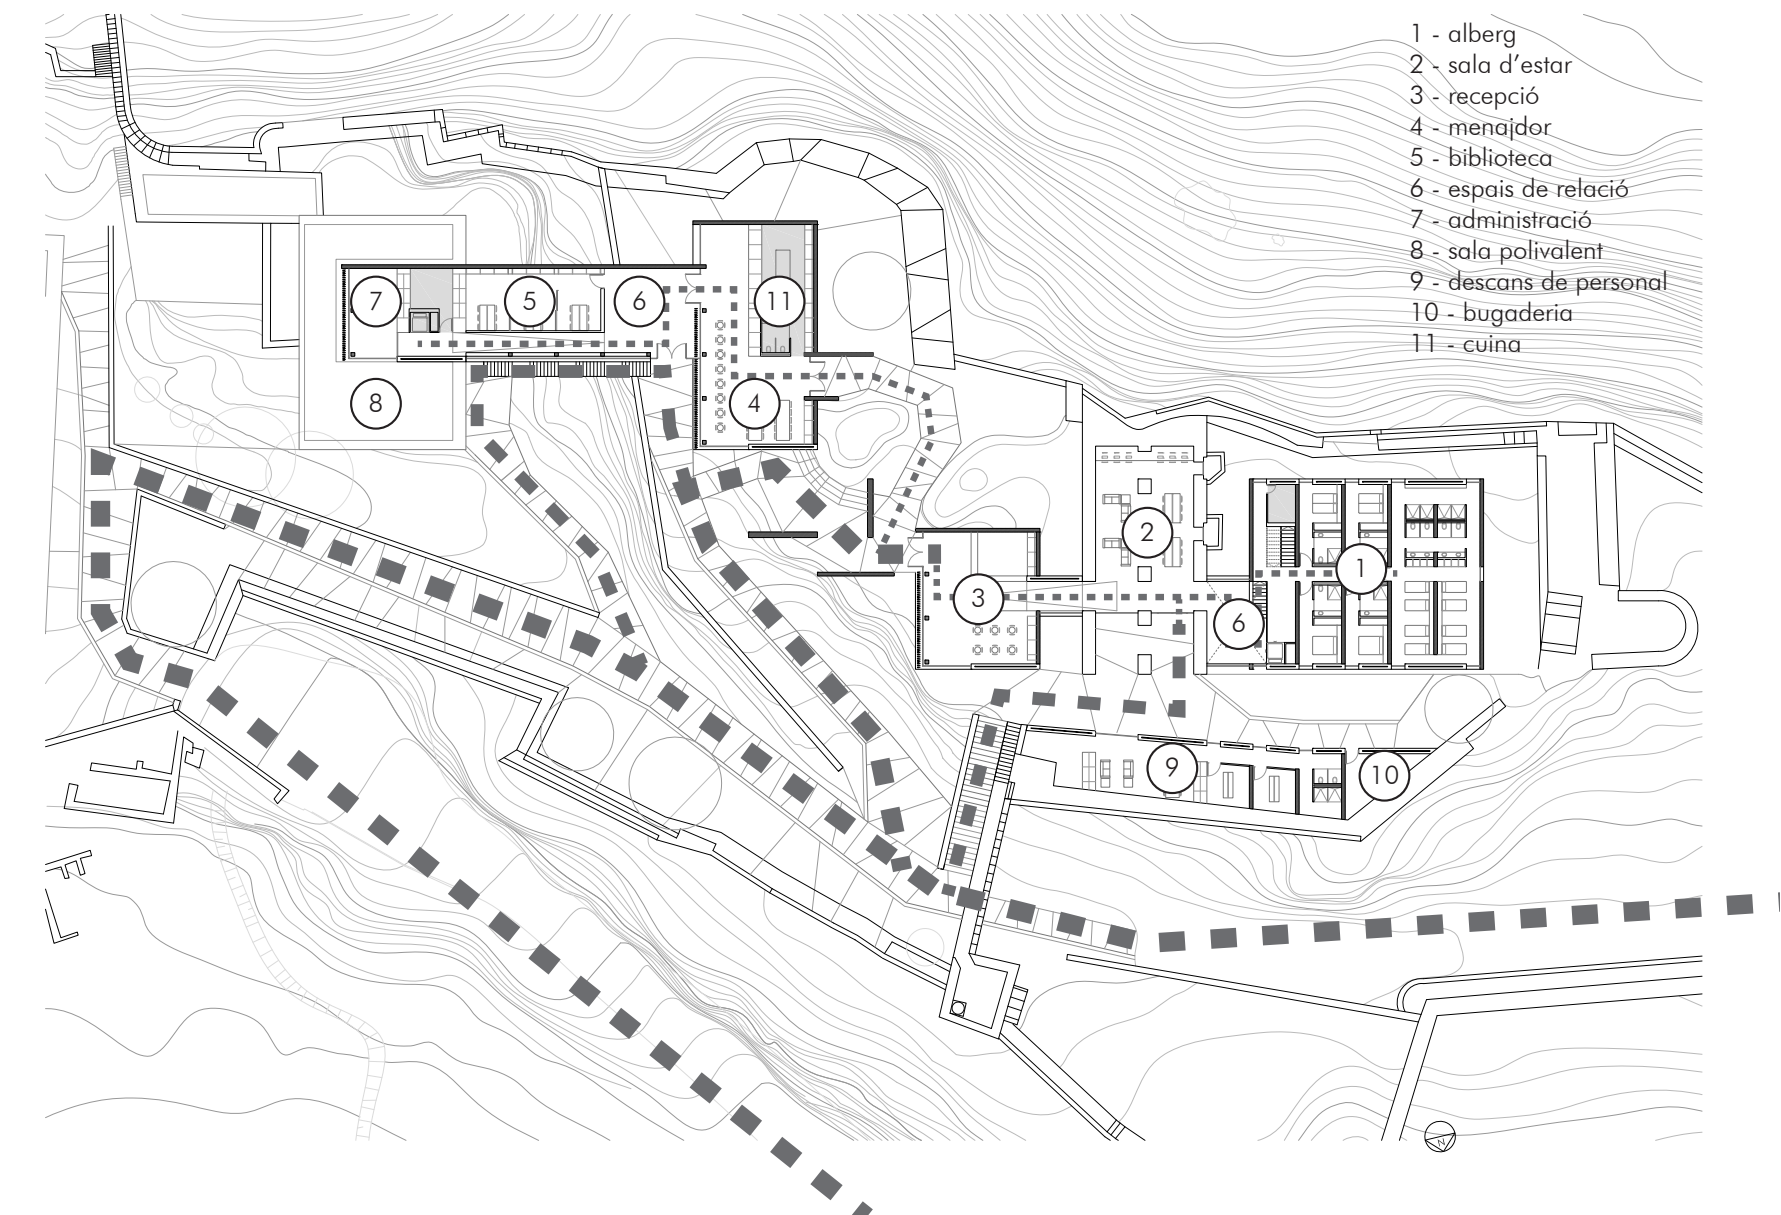 1 - alberg
2 - sala d’estar
3 - recepció
4 - menajdor
5 - biblioteca
6 - espais de relació
7 - administració
8 - sala polivalent
9 - descans de personal
10 - bugaderia
11 - cuina
7
5
6
11
8
4
2
1
3
6
9
10
N